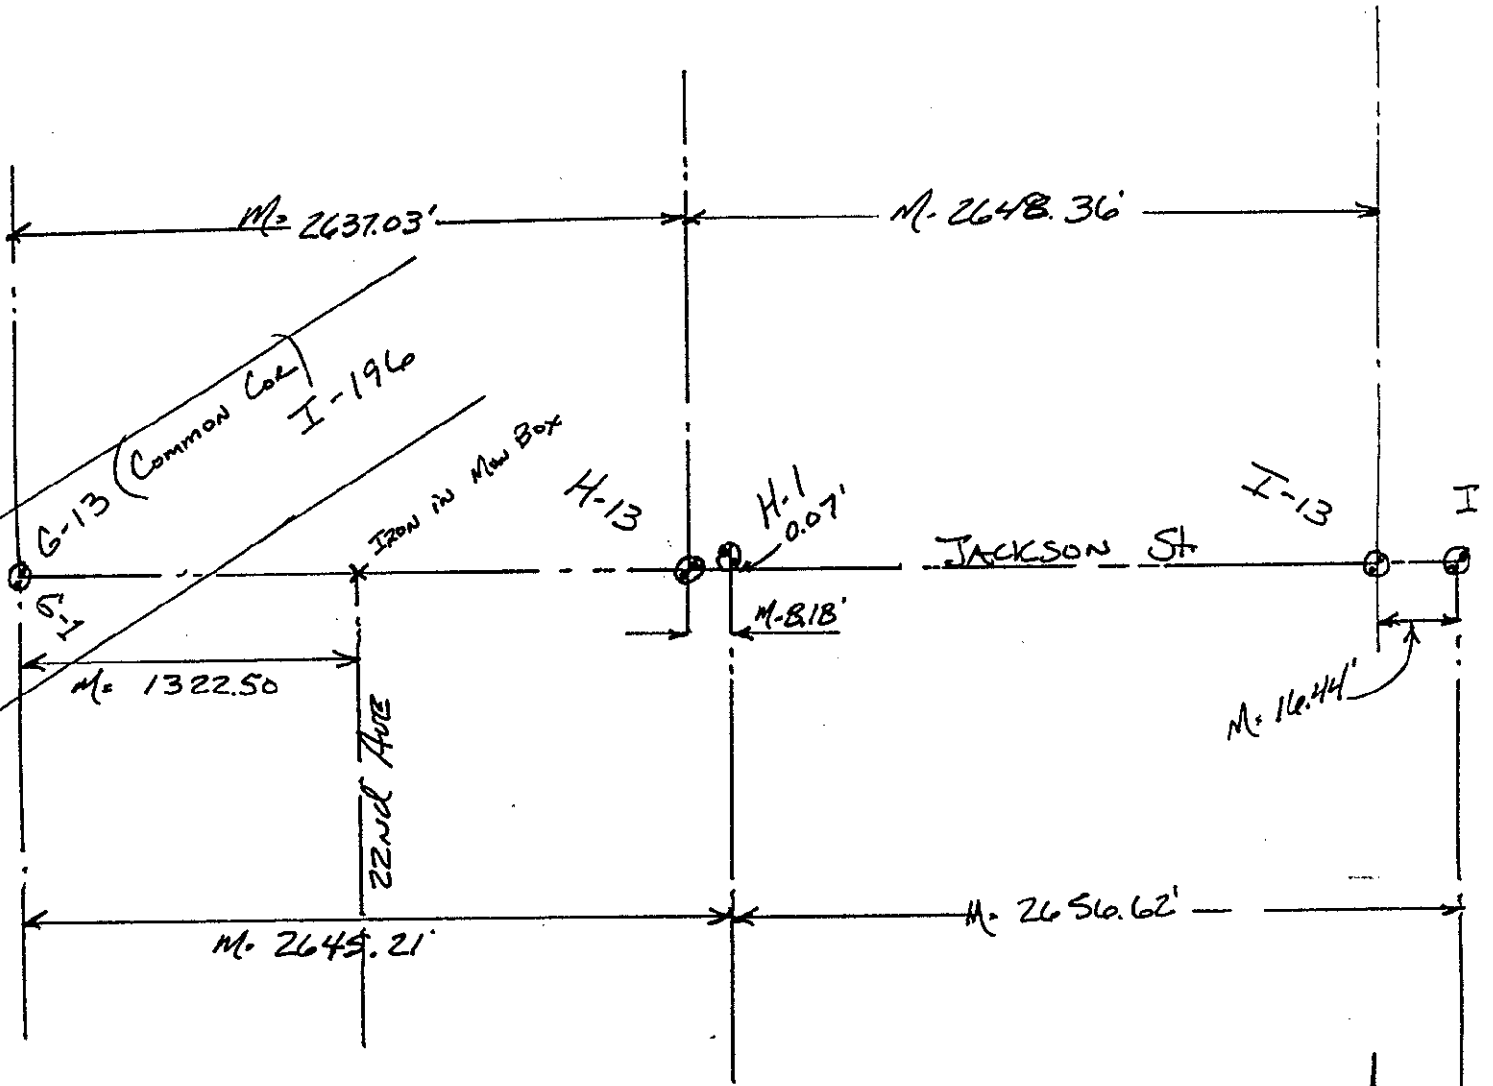 M= 2637.03'
M- 2648.36'
G-13 (Common Cor)
I-196
Iron in Mon Box
H-13
H-1
0.07'
Jackson St
I-13
I
G-1
M-8.18'
M= 1322.50
M= 16.44'
22nd Ave
M= 2645.21'
M= 2656.62'